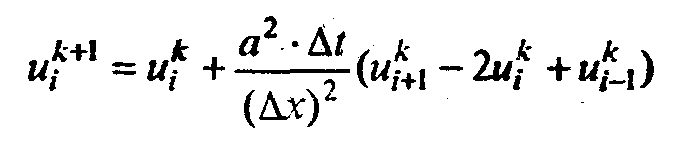 u_i^{k+1} = u_i^k + \frac{a^2 \cdot \Delta t}{(\Delta x)^2} (u_{i+1}^k - 2u_i^k + u_{i-1}^k)